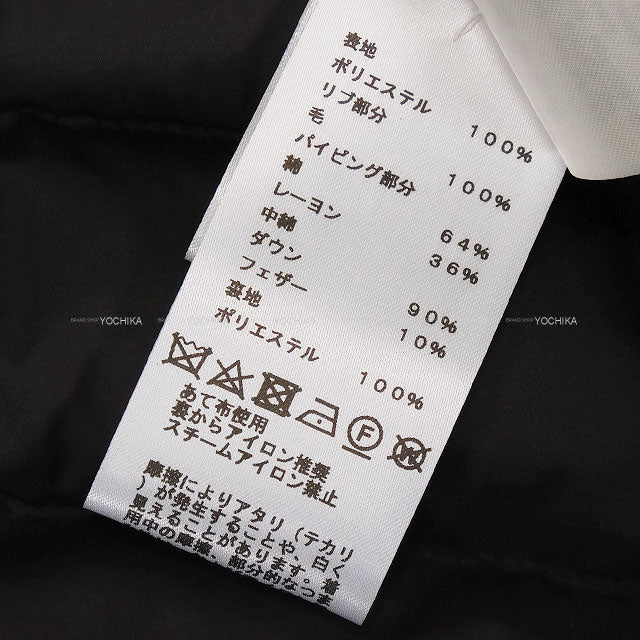 表地
ポリエステル 100%
リブ部分
毛 100%
パイピング部分
綿 64%
レーヨン 36%
中綿
ダウン 90%
フェザー 10%
裏地
ポリエステル 100%
F
W
あて布使用
裏からアイロン推奨
スチームアイロン禁止
摩擦によりアタリ(テカリ
)が発生することや、白く
見えることがあります。着
用中の摩擦、部分的なつま
BRAND SHOP YOCHIKA
BRAND SHOP YOCHIKA